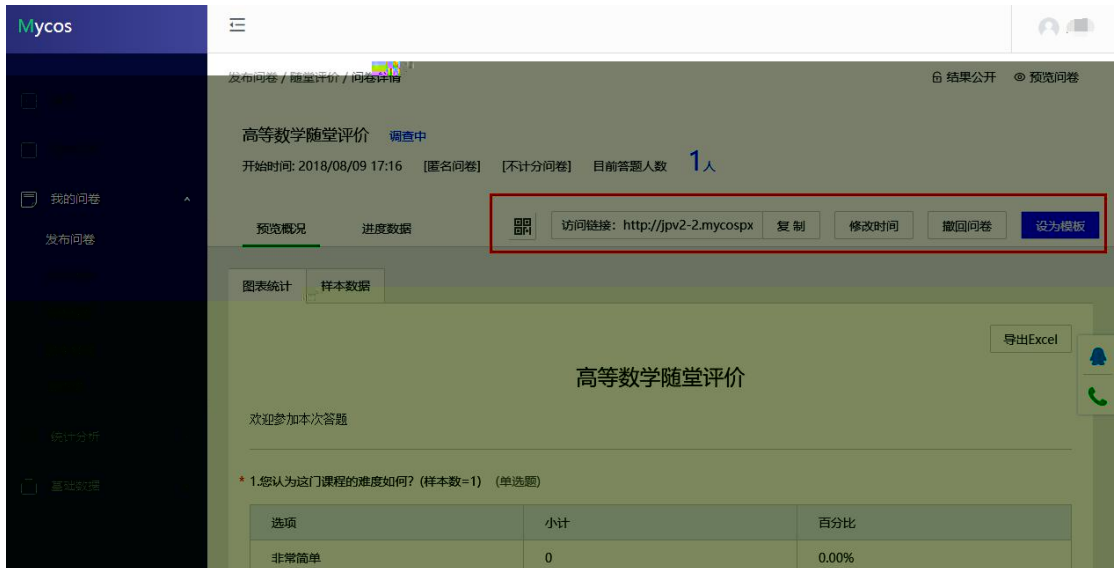 Mycos
发布问卷 / 随堂评价 / 问卷详情
结果公开 预览问卷
高等数学随堂评价 调查中
开始时间: 2018/08/09 17:16 [匿名问卷] [不计分问卷] 目前答题人数 1人
我的问卷
发布问卷
预览概况 进度数据 访问链接：http://jpv2-2.mycospx 复制 修改时间 撤回问卷 设为模板
图表统计 样本数据
导出Excel
高等数学随堂评价
欢迎参加本次答题
统计分析
基础数据
* 1.您认为这门课程的难度如何? (样本数=1) (单选题)
选项 小计 百分比
非常简单 0 0.00%